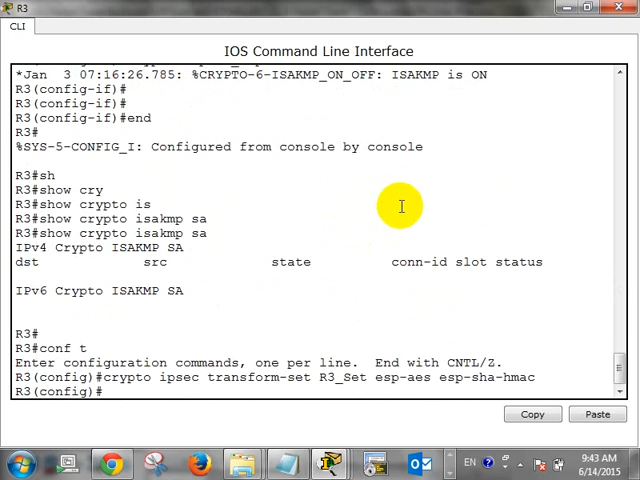 R3
CLI
IOS Command Line Interface
*Jan  3 07:16:26.785: %CRYPTO-6-ISAKMP_ON_OFF: ISAKMP is ON
R3(config-if)#
R3(config-if)#
R3(config-if)#end
R3#
%SYS-5-CONFIG_I: Configured from console by console
R3#sh
R3#show cry
R3#show crypto is
R3#show crypto isakmp sa
R3#show crypto isakmp sa
IPv4 Crypto ISAKMP SA
dst src state conn-id slot status
IPv6 Crypto ISAKMP SA
R3#
R3#conf t
Enter configuration commands, one per line.  End with CNTL/Z.
R3(config)#crypto ipsec transform-set R3_Set esp-aes esp-sha-hmac
R3(config)#
Copy Paste
EN 9:43 AM
6/14/2015